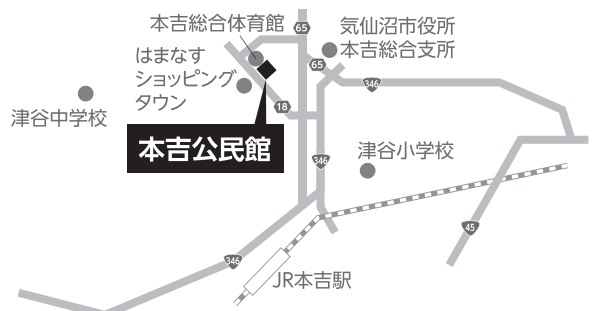 本吉総合体育館
65
気仙沼市役所
本吉総合支所
はまなす
ショッピング
タウン
65
346
18
津谷中学校
本吉公民館
346
津谷小学校
45
346
JR本吉駅